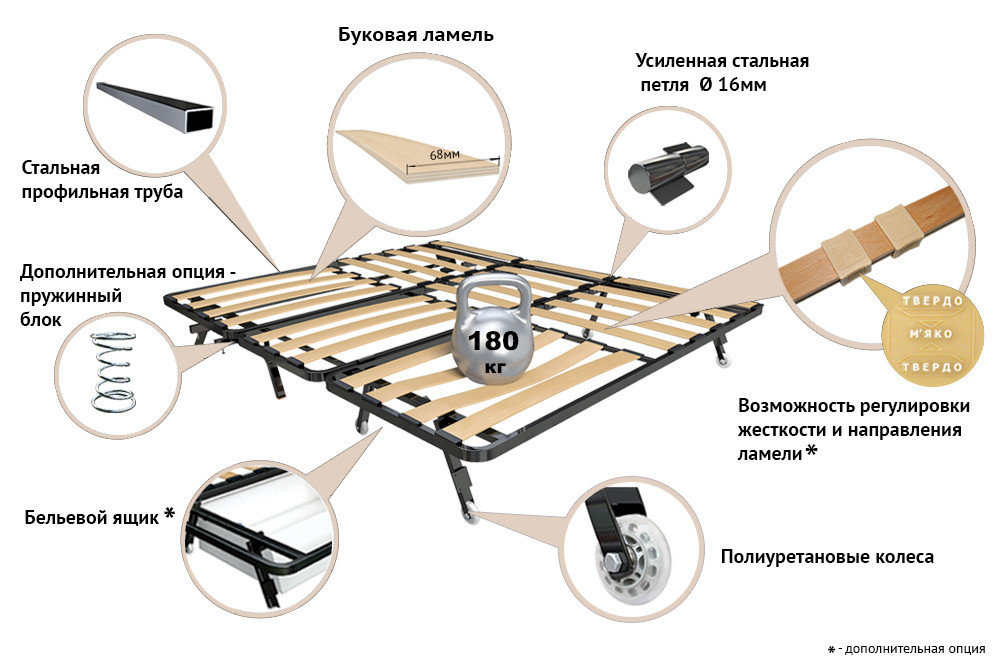 Буковая ламель
Усиленная стальная
петля Ø 16мм
68мм
Стальная
профильная труба
Дополнительная опция -
пружинный
блок
180
кг
ТВЕРДО
М'ЯКО
ТВЕРДО
Возможность регулировки
жесткости и направления
ламели*
Бельевой ящик *
Полиуретановые колеса
* - дополнительная опция